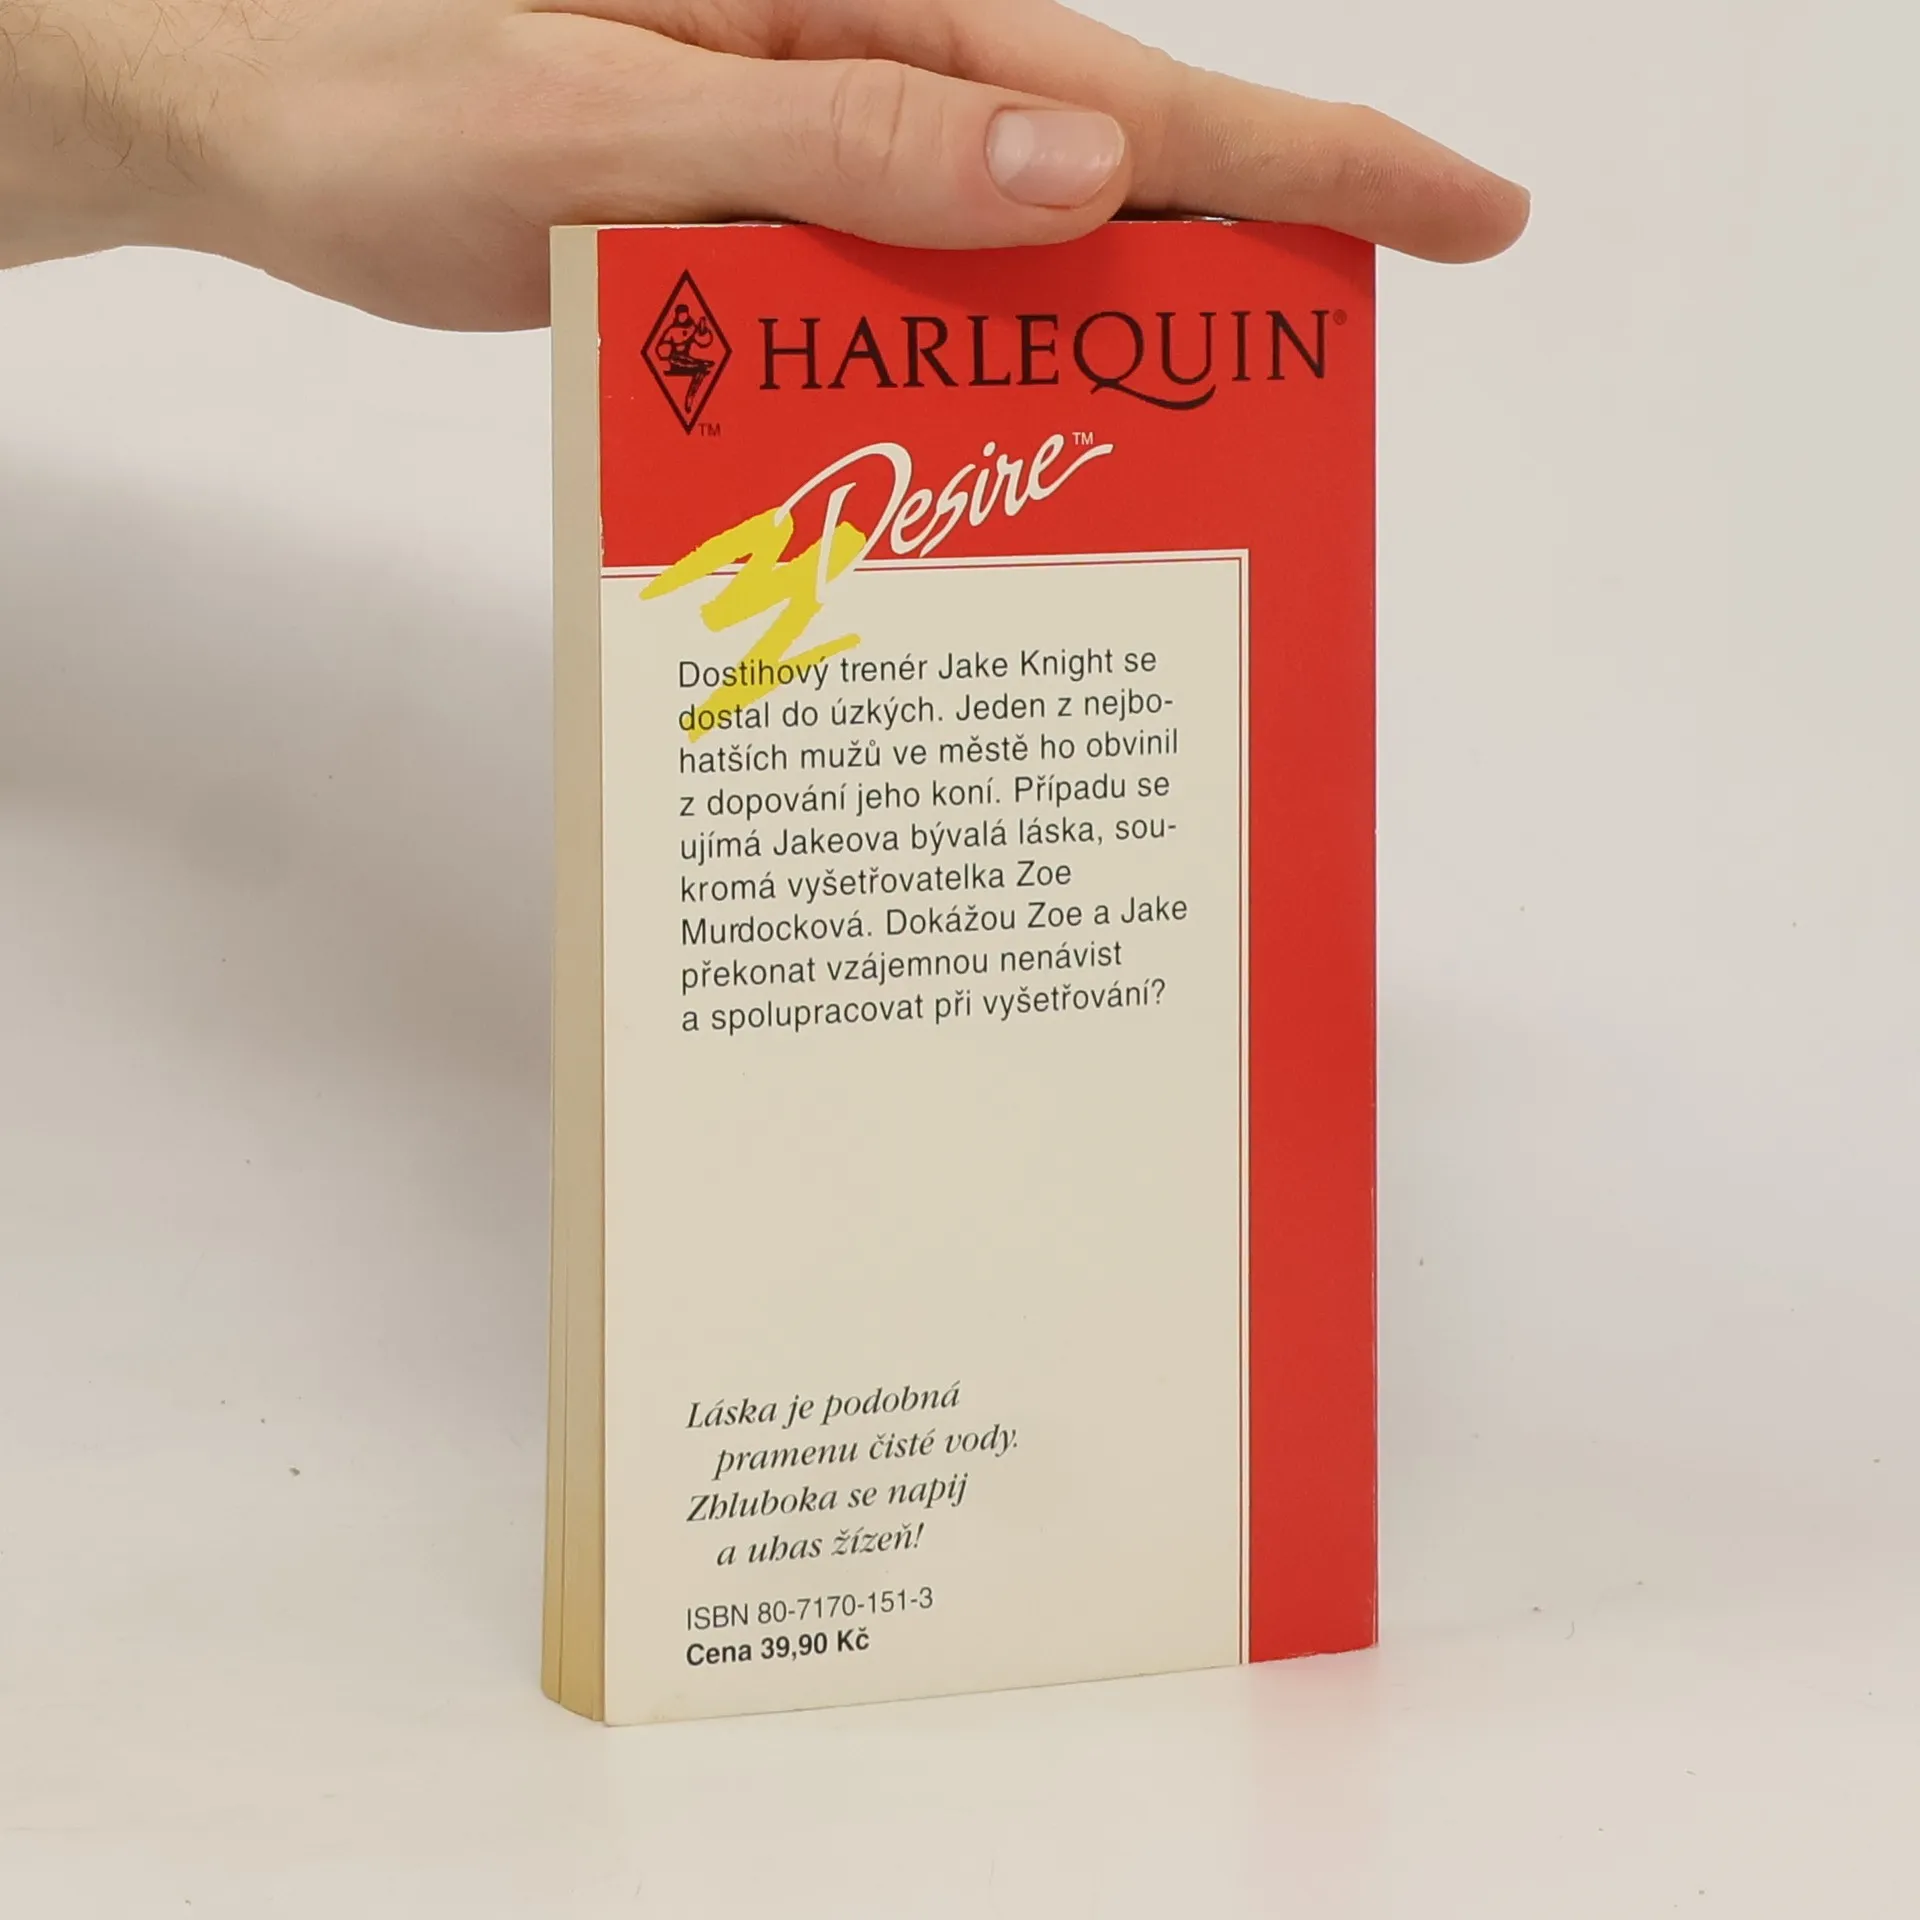 HARLEQUIN®
TM
Desire™
Dostihový trenér Jake Knight se
dostal do úzkých. Jeden z nejbo-
hatších mužů ve městě ho obvinil
z dopování jeho koní. Případu se
ujímá Jakeova bývalá láska, sou-
kromá vyšetřovatelka Zoe
Murdocková. Dokážou Zoe a Jake
překonat vzájemnou nenávist
a spolupracovat při vyšetřování?
Láska je podobná
pramenu čisté vody.
Zhluboka se napij
a uhas žízeň!
ISBN 80-7170-151-3
Cena 39,90 Kč